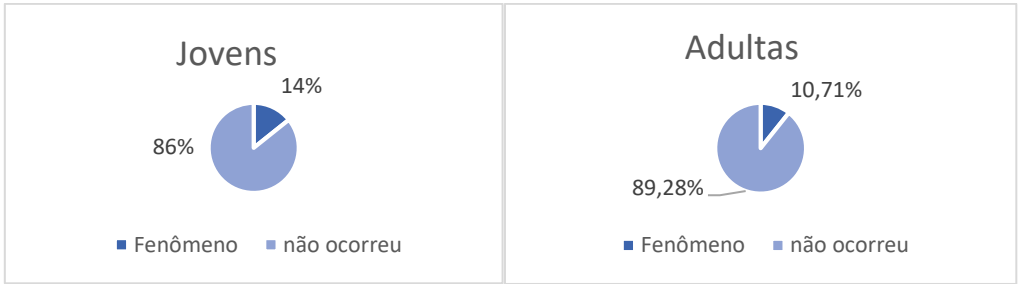 Jovens
14%
86%
Fenômeno não ocorreu
Adultas
10,71%
89,28%
Fenômeno não ocorreu